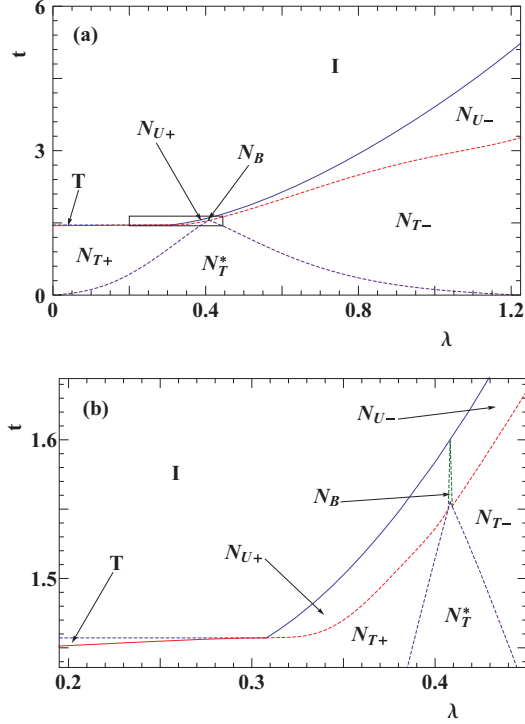 t
6
(a)
I
N_{U-}
N_{U+}
N_B
3
T
N_{T-}
N_{T+}
N_T^*
0
0
0.4
0.8
1.2
λ
t
(b)
N_{U-}
1.6
I
N_B
N_{T-}
N_{U+}
T
1.5
N_T^*
N_{T+}
0.2
0.3
0.4
λ